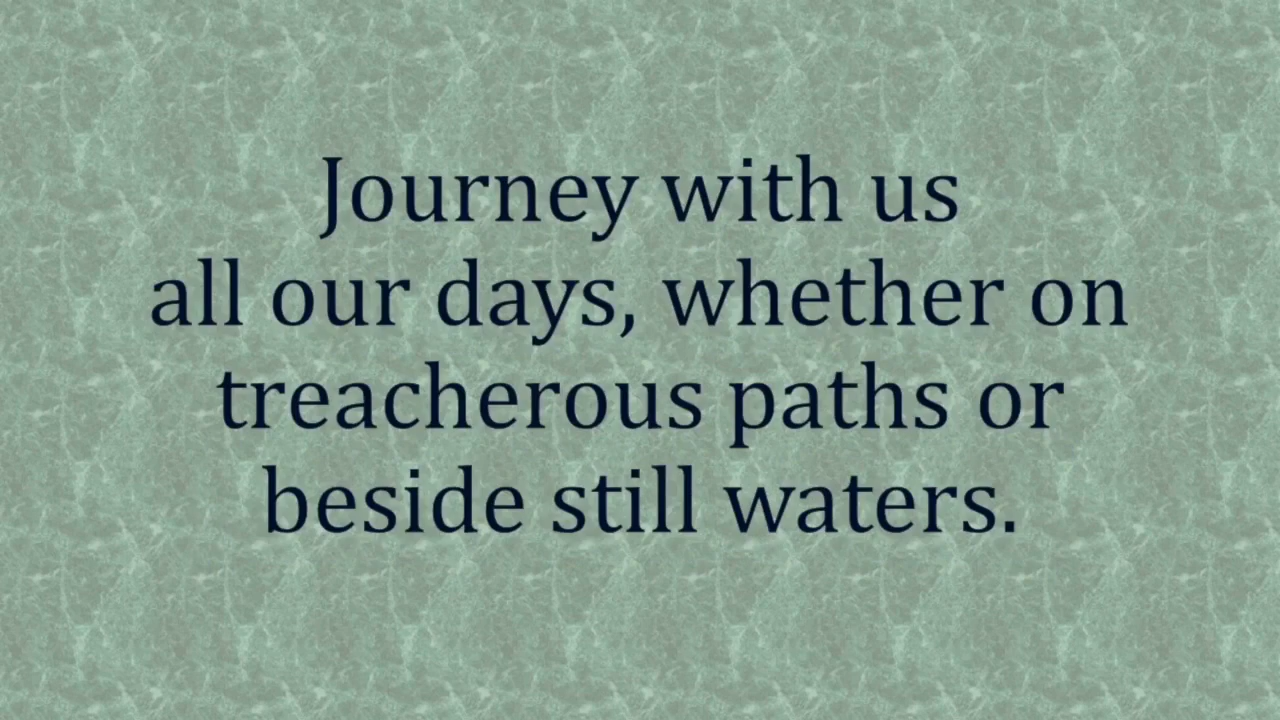 Journey with us
all our days, whether on
treacherous paths or
beside still waters.